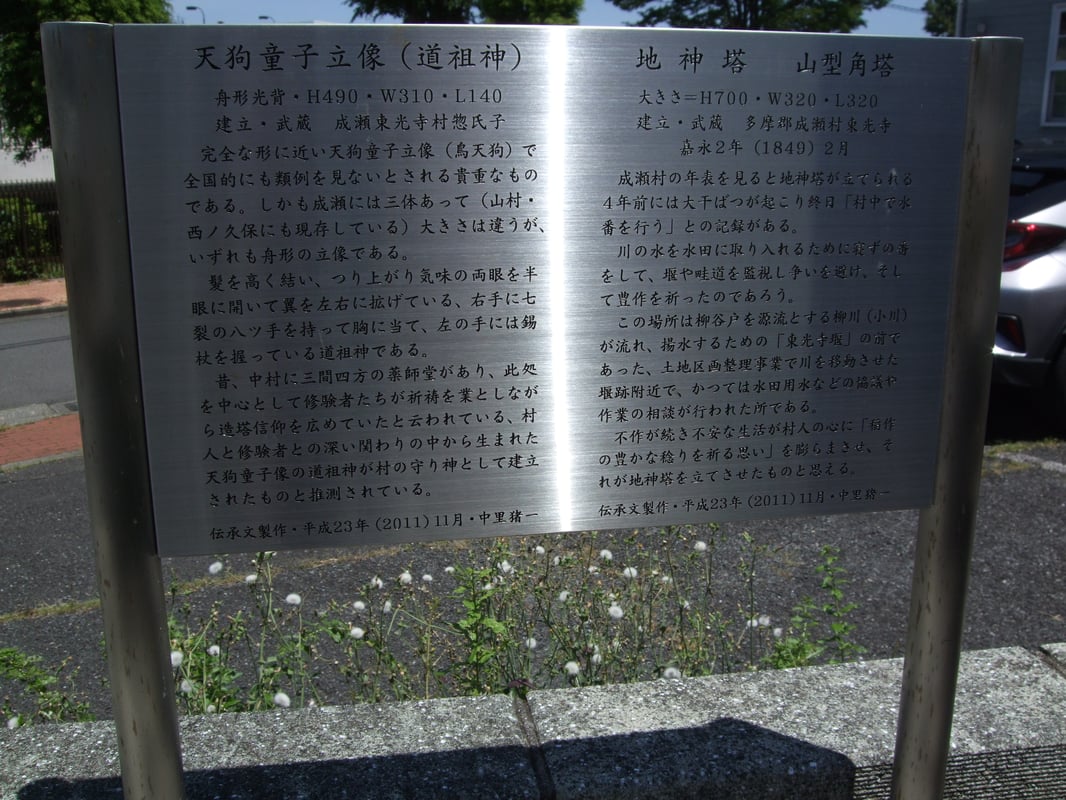 天狗童子立像（道祖神）
舟形光背・H490・W310・L140
建立・武蔵　成瀬東光寺村惣氏子
完全な形に近い天狗童子立像（烏天狗）で
全国的にも類例を見ないとされる貴重なもの
である。しかも成瀬には三体あって（山村・
西ノ久保にも現存している）大きさは違うが、
いずれも舟形の立像である。
髪を高く結い、つり上がり気味の両眼を半
眼に開いて翼を左右に拡げている、右手に七
裂の八ツ手を持って胸に当て、左の手には錫
杖を握っている道祖神である。
昔、中村に三間四方の薬師堂があり、此処
を中心として修験者たちが祈祷を業としなが
ら造塔信仰を広めていたと云われている、村
人と修験者との深い関わりの中から生まれた
天狗童子像の道祖神が村の守り神として建立
されたものと推測されている。
伝承文製作・平成23年（2011）11月・中里猪一
地神塔　山型角塔
大きさ＝H700・W320・L320
建立・武蔵　多摩郡成瀬村東光寺
嘉永２年（1849）２月
成瀬村の年表を見ると地神塔が立てられる
４年前には大干ばつが起こり終日「村中で水
番を行う」との記録がある。
川の水を水田に取り入れるために寝ずの番
をして、堰や畦道を監視し争いを避け、そし
て豊作を祈ったのであろう。
この場所は柳谷戸を源流とする柳川（小川）
が流れ、揚水するための「東光寺堰」の前で
あった、土地区画整理事業で川を移動させた
堰跡附近で、かつては水田用水などの協議や
作業の相談が行われた所である。
不作が続き不安な生活が村人の心に「稲作
の豊かな稔りを祈る思い」を膨らまさせ、そ
れが地神塔を立てさせたものと思える。
伝承文製作・平成23年（2011）11月・中里猪一